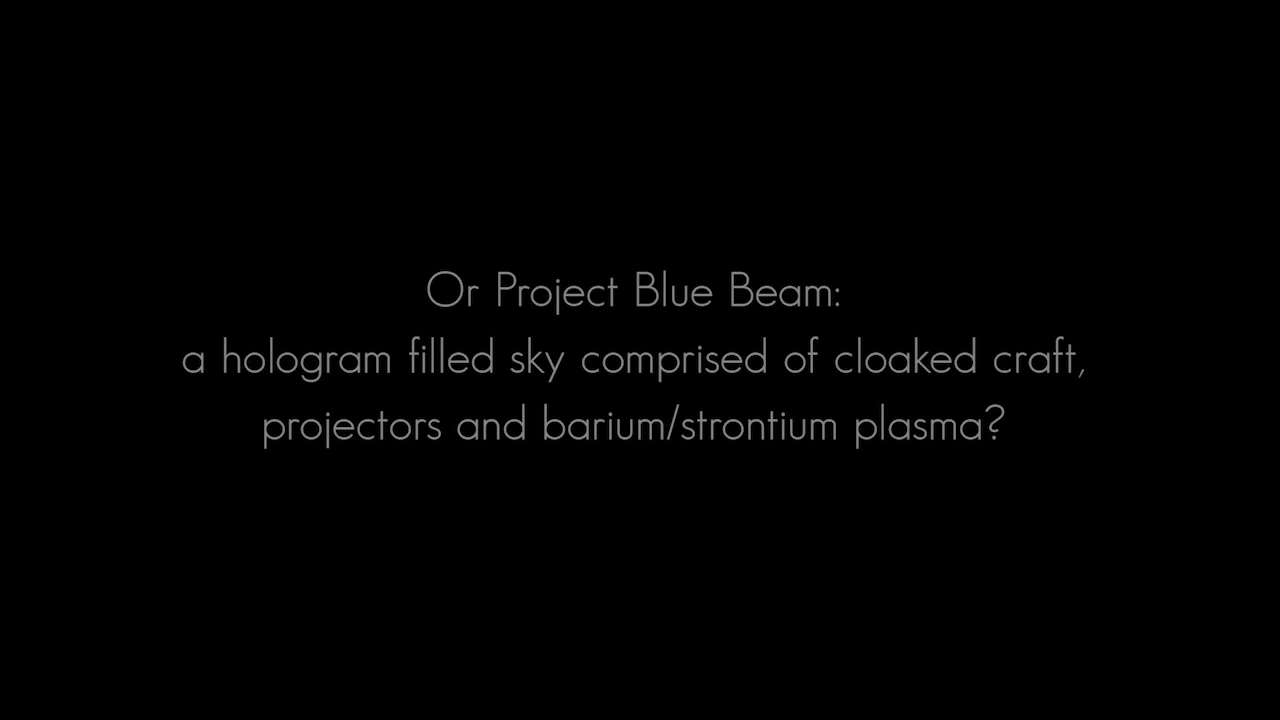 Or Project Blue Beam:
a hologram filled sky comprised of cloaked craft,
projectors and barium/strontium plasma?